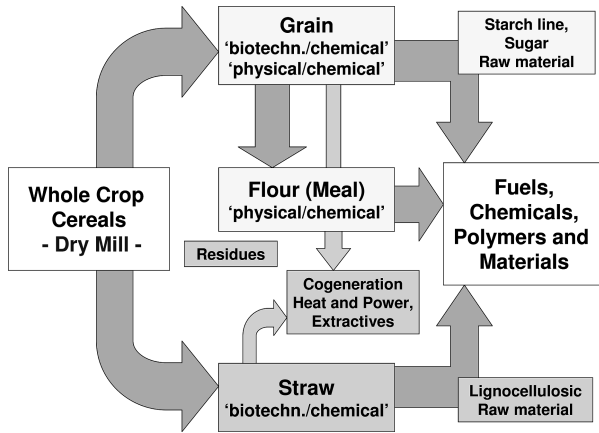 Grain
‘biotechn./chemical’
‘physical/chemical’
Starch line,
Sugar
Raw material
Whole Crop
Cereals
- Dry Mill -
Flour (Meal)
‘physical/chemical’
Fuels,
Chemicals,
Polymers and
Materials
Residues
Cogeneration
Heat and Power,
Extractives
Straw
‘biotechn./chemical’
Lignocellulosic
Raw material